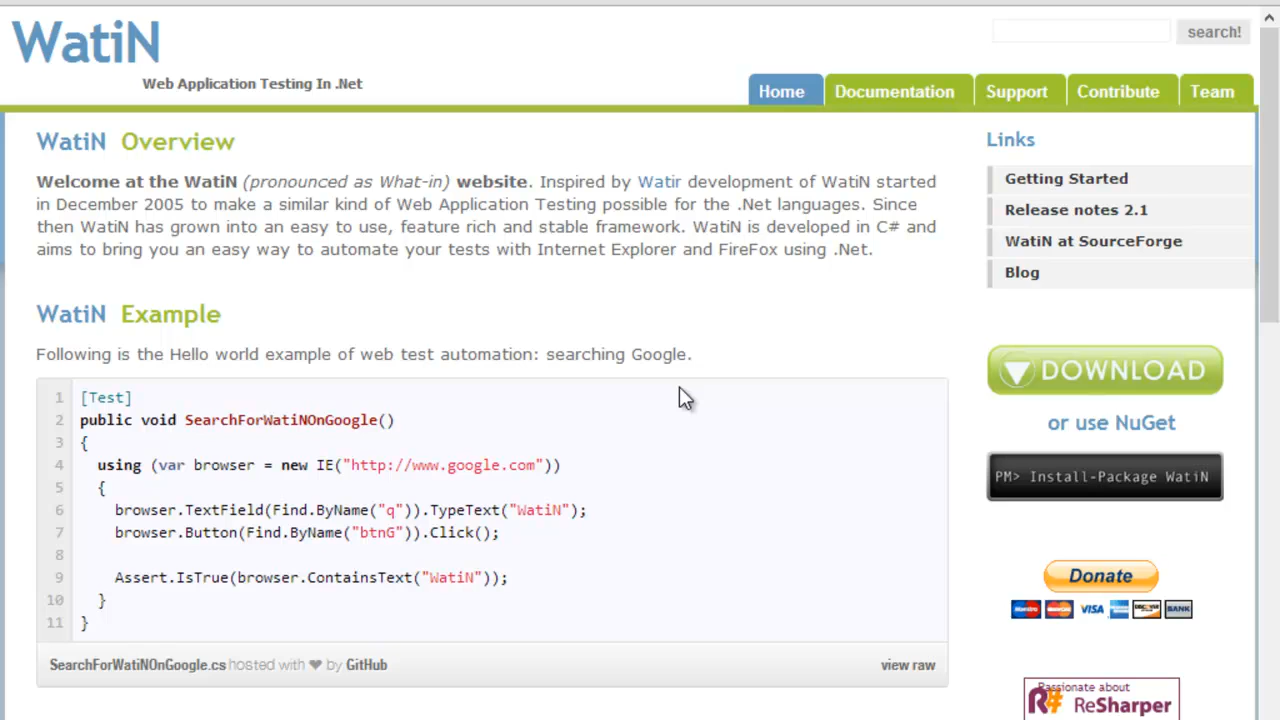 WatiN
Web Application Testing In .Net
search!
Home
Documentation
Support
Contribute
Team
WatiN Overview
Welcome at the WatiN (pronounced as What-in) website. Inspired by Watir development of WatiN started
in December 2005 to make a similar kind of Web Application Testing possible for the .Net languages. Since
then WatiN has grown into an easy to use, feature rich and stable framework. WatiN is developed in C# and
aims to bring you an easy way to automate your tests with Internet Explorer and FireFox using .Net.
WatiN Example
Following is the Hello world example of web test automation: searching Google.
1 [Test]
2 public void SearchForWatiNOnGoogle()
3 {
4 using (var browser = new IE("http://www.google.com"))
5 {
6 browser.TextField(Find.ByName("q")).TypeText("WatiN");
7 browser.Button(Find.ByName("btnG")).Click();
8
9 Assert.IsTrue(browser.ContainsText("WatiN"));
10 }
11 }
SearchForWatiNOnGoogle.cs hosted with ❤ by GitHub
view raw
Links
Getting Started
Release notes 2.1
WatiN at SourceForge
Blog
DOWNLOAD
or use NuGet
PM> Install-Package WatiN
Donate
VISA
BANK
Passionate about
R# ReSharper